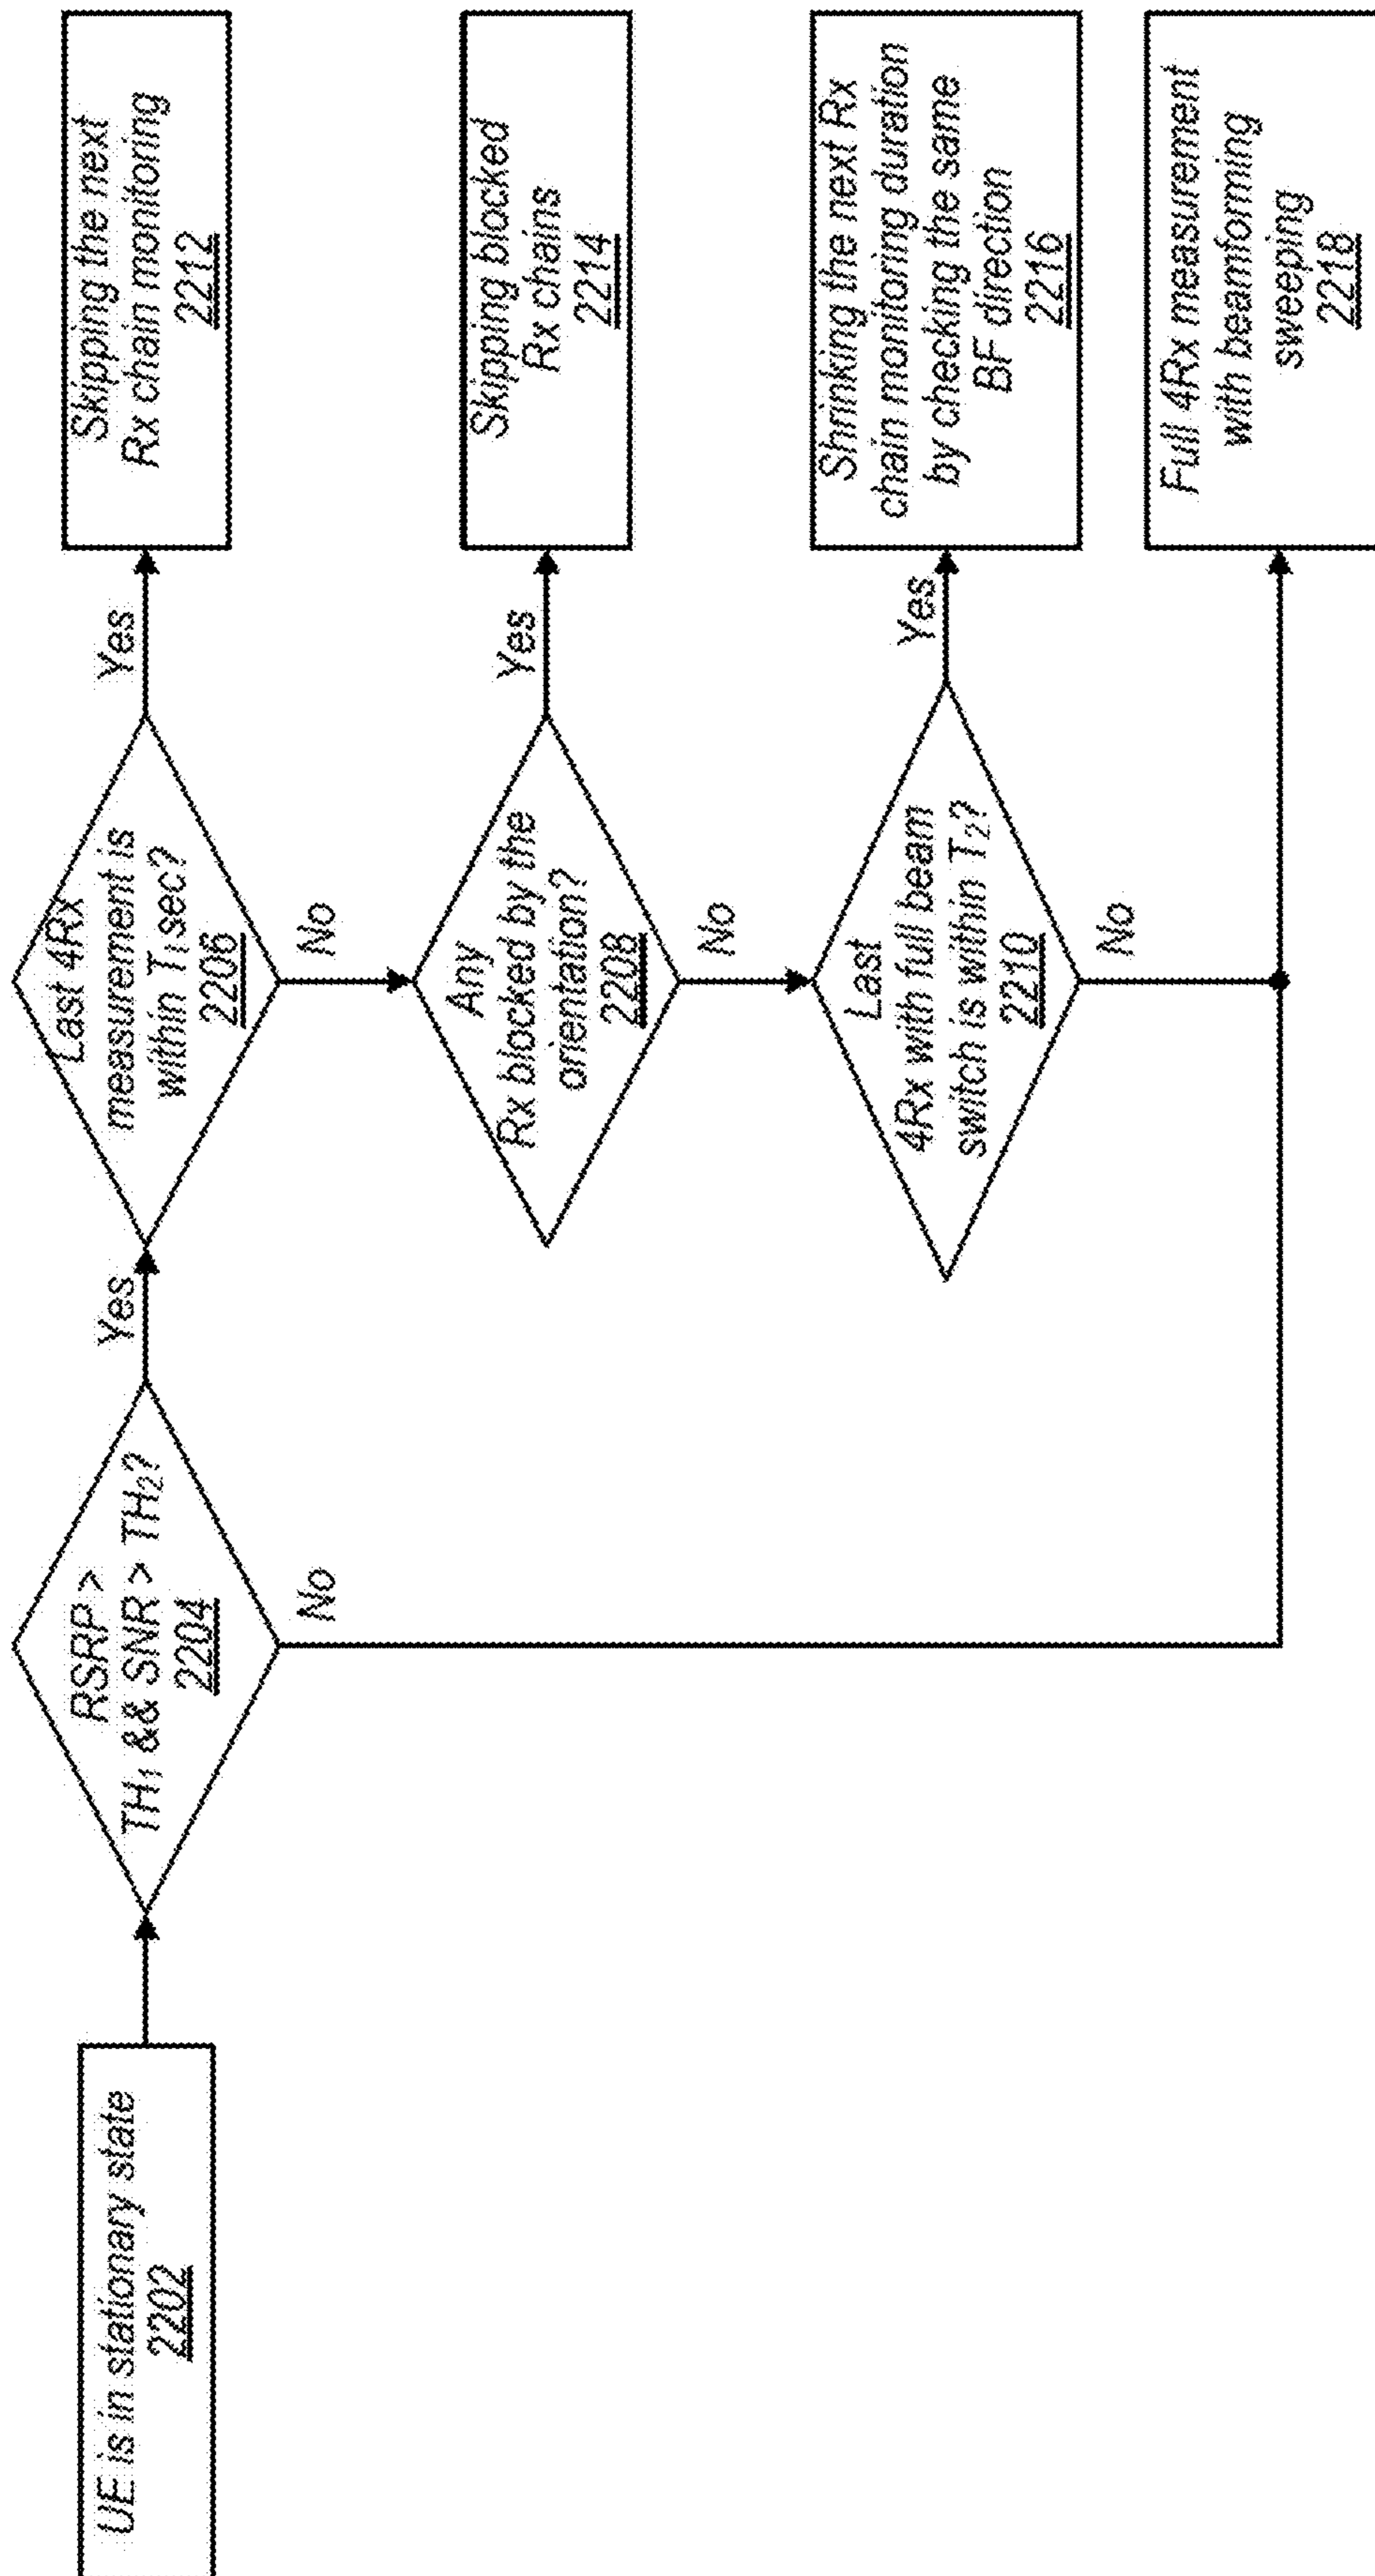 UE is in stationary state
2202
RSRP >
TH₁ && SNR > TH₂?
2204
Yes
No
Last 4Rx
measurement is
within T₁sec?
2206
Yes
No
Skipping the next
Rx chain monitoring
2212
Any
Rx blocked by the
orientation?
2208
Yes
No
Skipping blocked
Rx chains
2214
Last
4Rx with full beam
switch is within T₂?
2210
Yes
No
Shrinking the next Rx
chain monitoring duration
by checking the same
BF direction
2216
Full 4Rx measurement
with beamforming
sweeping
2218